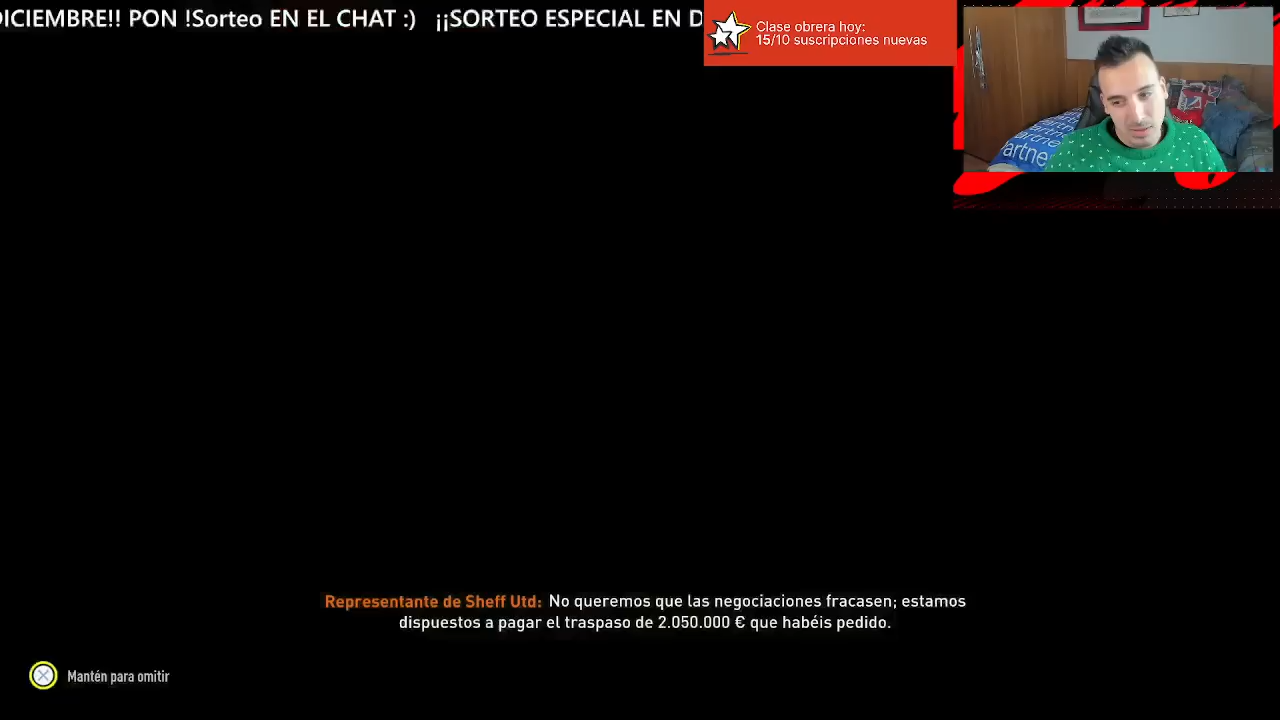 DICIEMBRE!! PON !Sorteo EN EL CHAT :) ¡¡SORTEO ESPECIAL EN D
Clase obrera hoy:
15/10 suscripciones nuevas
artne
artne
Representante de Sheff Utd: No queremos que las negociaciones fracasen; estamos
dispuestos a pagar el traspaso de 2.050.000 € que habéis pedido.
Mantén para omitir